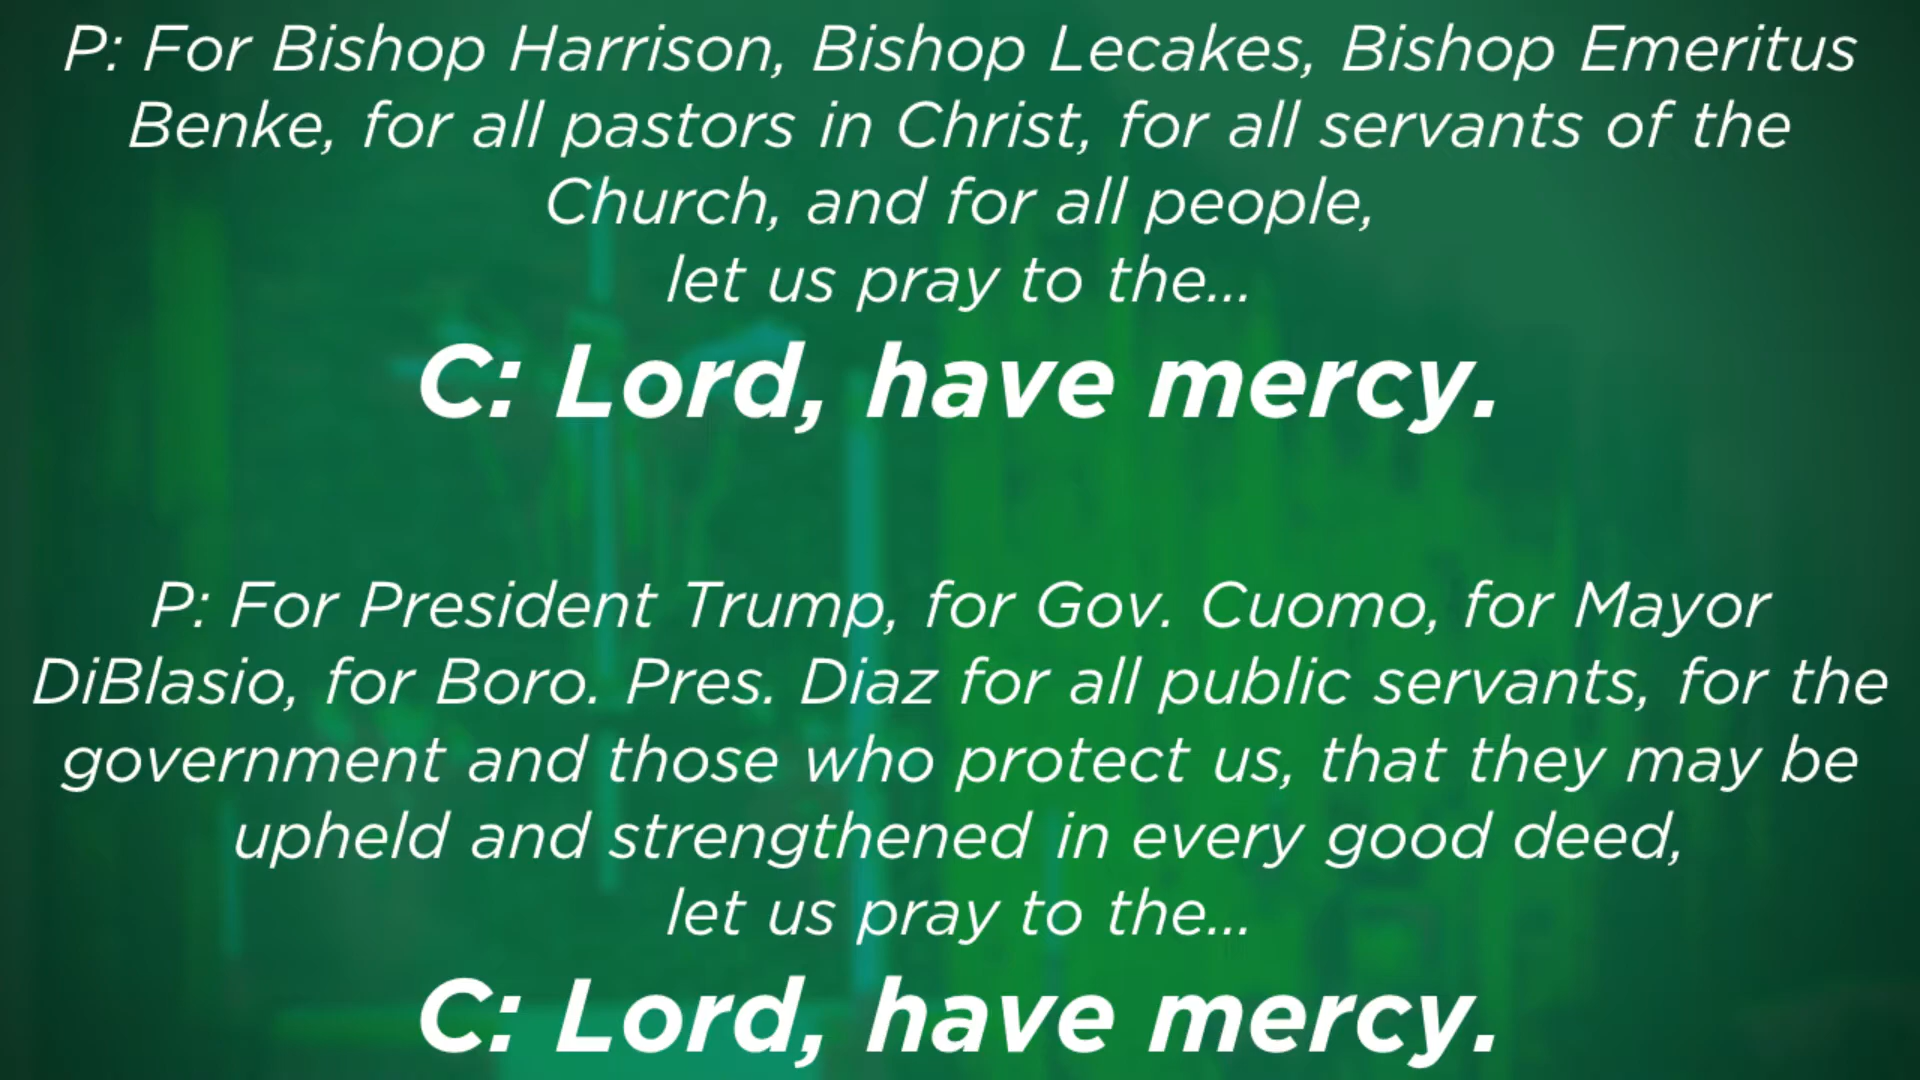 P: For Bishop Harrison, Bishop Lecakes, Bishop Emeritus
Benke, for all pastors in Christ, for all servants of the
Church, and for all people,
let us pray to the...
C: Lord, have mercy.
P: For President Trump, for Gov. Cuomo, for Mayor
DiBlasio, for Boro. Pres. Diaz for all public servants, for the
government and those who protect us, that they may be
upheld and strengthened in every good deed,
let us pray to the...
C: Lord, have mercy.